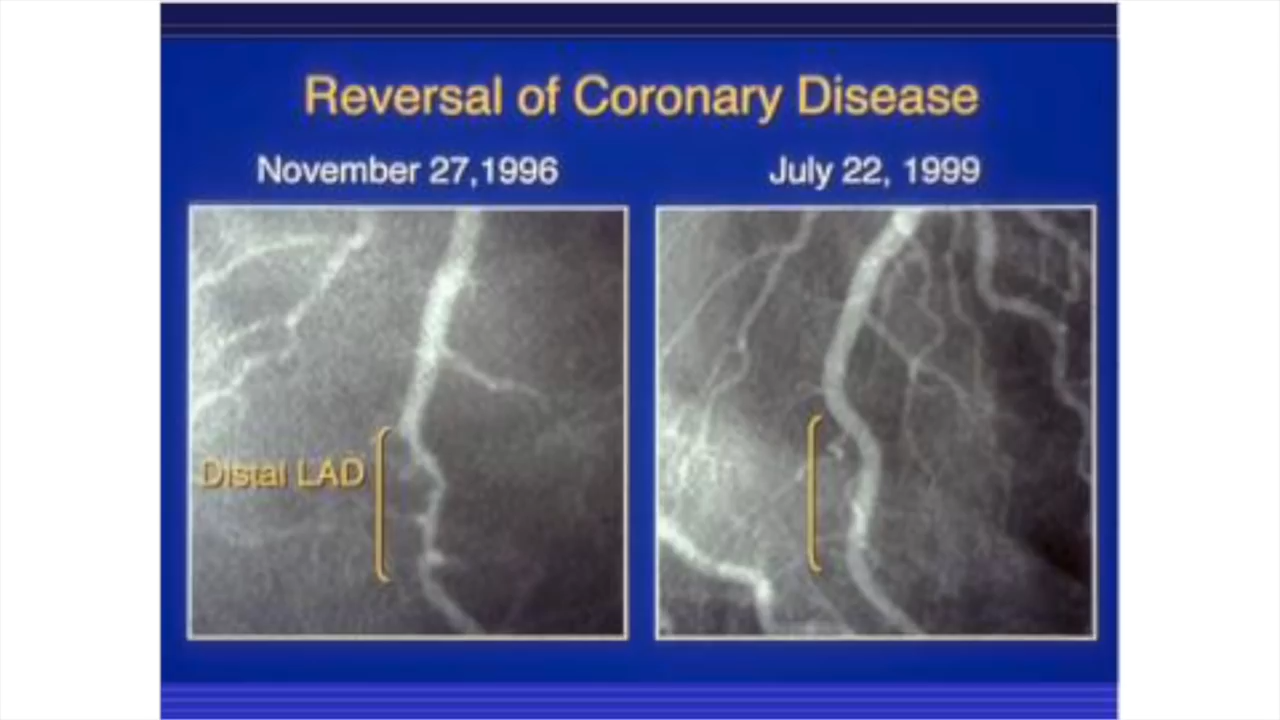 Reversal of Coronary Disease
November 27,1996
July 22, 1999
Distal LAD